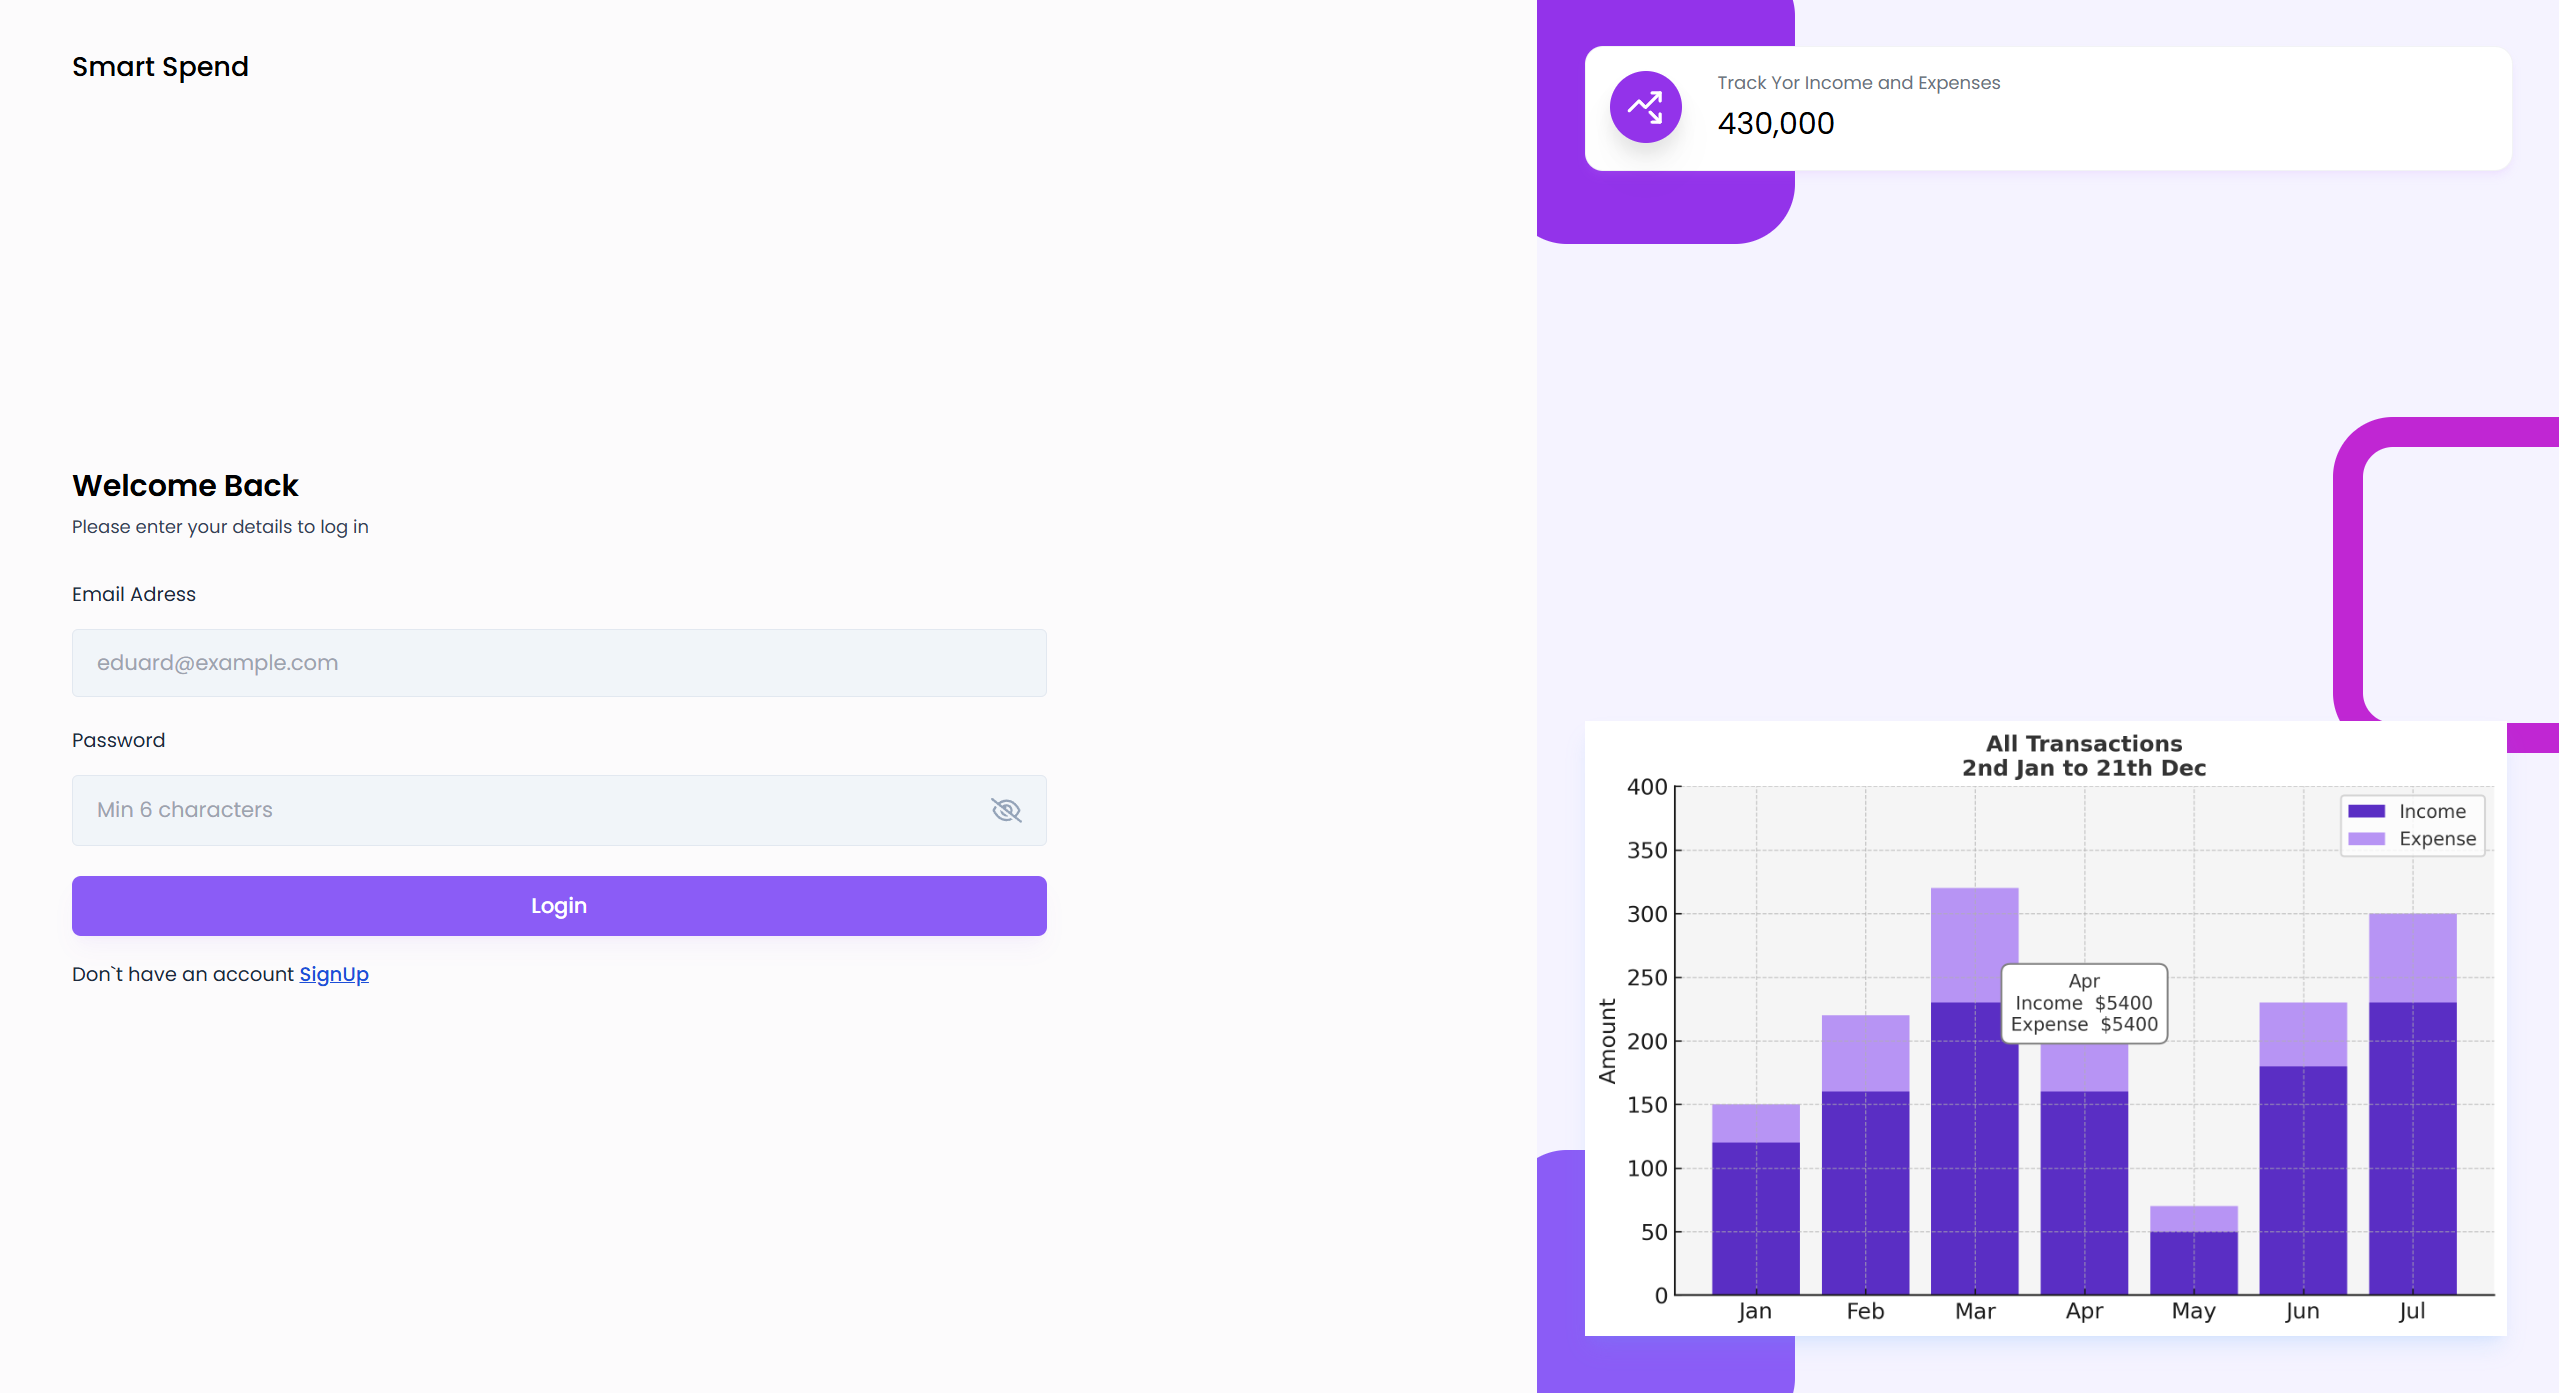 Smart Spend
Welcome Back
Please enter your details to log in
Email Adress
eduard@example.com
Password
Min 6 characters
Login
Don`t have an account SignUp
Track Yor Income and Expenses
430,000
All Transactions
2nd Jan to 21th Dec
Income
Expense
Amount
400
350
300
250
200
150
100
50
0
Apr
Income $5400
Expense $5400
Jan Feb Mar Apr May Jun Jul